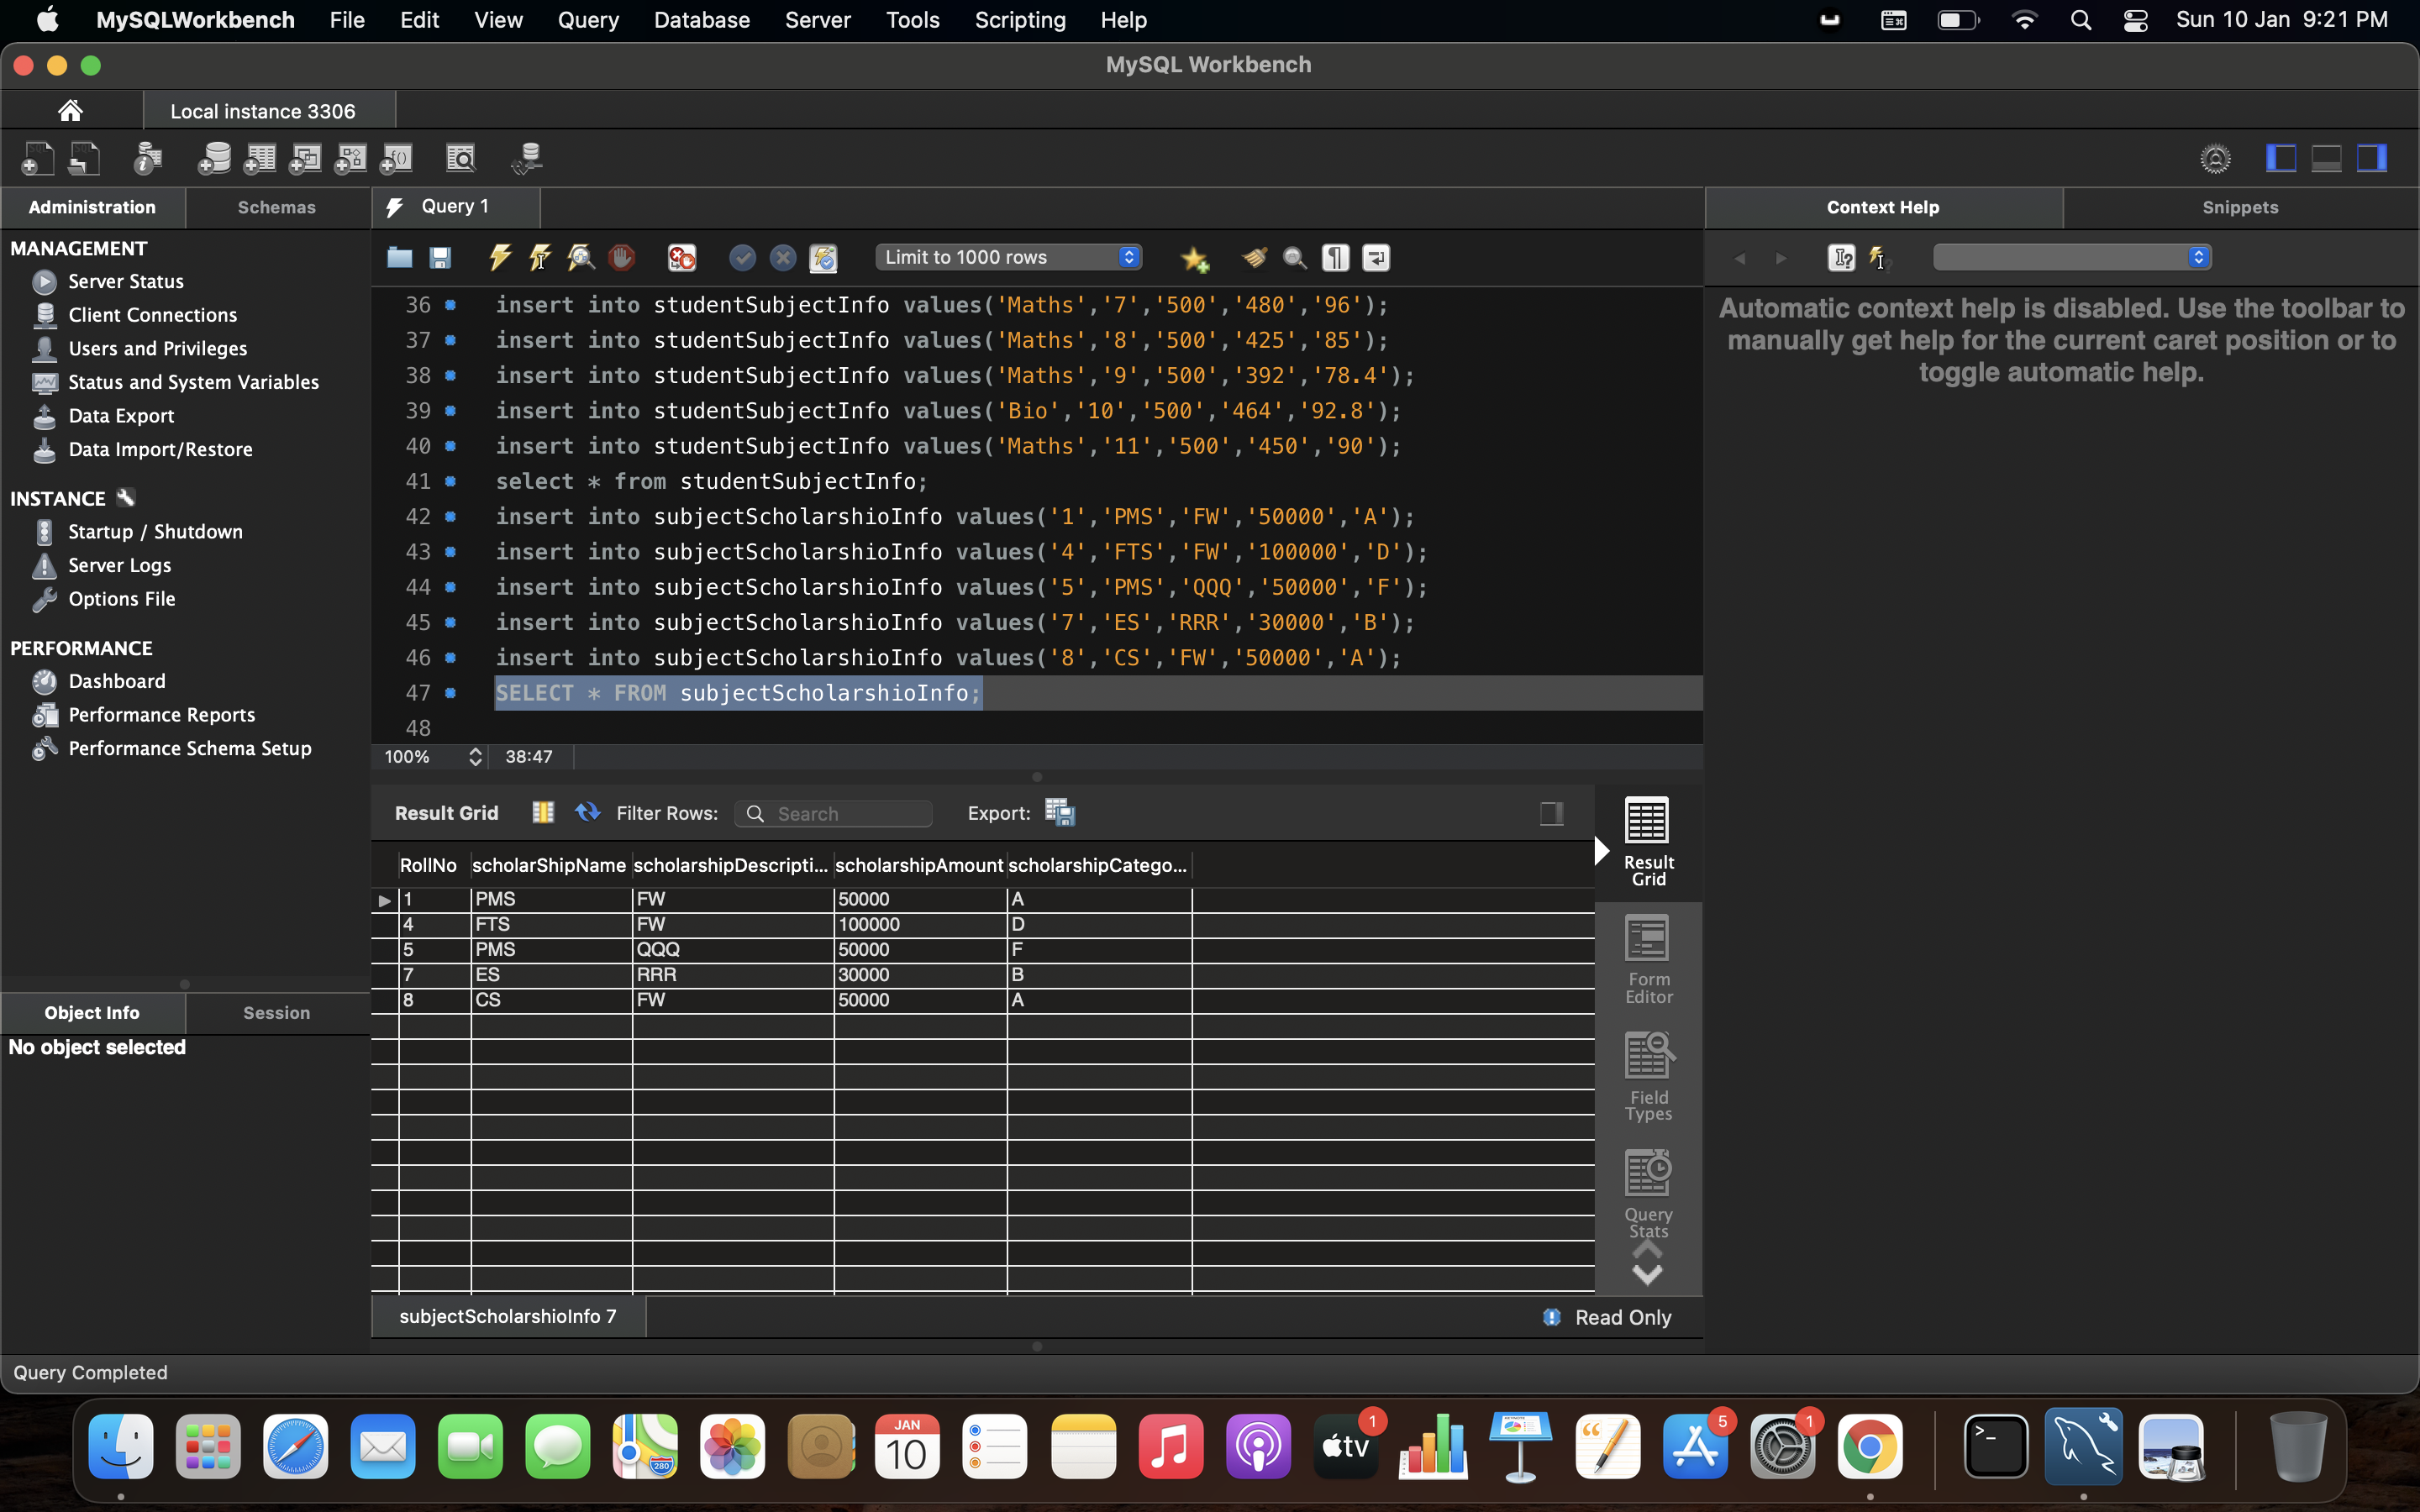 MySQLWorkbench File Edit View Query Database Server Tools Scripting Help Sun 10 Jan 9:21 PM
MySQL Workbench
Local instance 3306
Administration Schemas
MANAGEMENT
Server Status
Client Connections
Users and Privileges
Status and System Variables
Data Export
Data Import/Restore
INSTANCE
Startup / Shutdown
Server Logs
Options File
PERFORMANCE
Dashboard
Performance Reports
Performance Schema Setup
Object Info Session
No object selected
Query 1
Limit to 1000 rows
36 insert into studentSubjectInfo values('Maths','7','500','480','96');
37 insert into studentSubjectInfo values('Maths','8','500','425','85');
38 insert into studentSubjectInfo values('Maths','9','500','392','78.4');
39 insert into studentSubjectInfo values('Bio','10','500','464','92.8');
40 insert into studentSubjectInfo values('Maths','11','500','450','90');
41 select * from studentSubjectInfo;
42 insert into subjectScholarshioInfo values('1','PMS','FW','50000','A');
43 insert into subjectScholarshioInfo values('4','FTS','FW','100000','D');
44 insert into subjectScholarshioInfo values('5','PMS','QQQ','50000','F');
45 insert into subjectScholarshioInfo values('7','ES','RRR','30000','B');
46 insert into subjectScholarshioInfo values('8','CS','FW','50000','A');
47 SELECT * FROM subjectScholarshioInfo;
48
100% 38:47
Result Grid Filter Rows: Search Export:
RollNo scholarShipName scholarshipDescripti... scholarshipAmount scholarshipCatego...
1 PMS FW 50000 A
4 FTS FW 100000 D
5 PMS QQQ 50000 F
7 ES RRR 30000 B
8 CS FW 50000 A
Result
Grid
Form
Editor
Field
Types
Query
Stats
subjectScholarshioInfo 7 Read Only
Context Help Snippets
Automatic context help is disabled. Use the toolbar to
manually get help for the current caret position or to
toggle automatic help.
Query Completed
JAN
10
280
tv
1
5
1